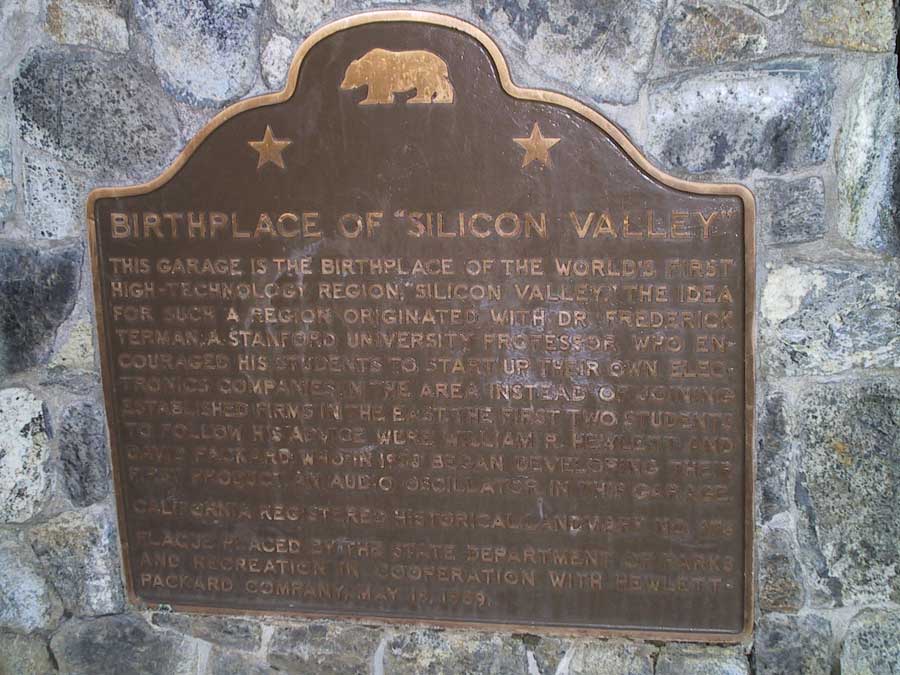 BIRTHPLACE OF "SILICON VALLEY"
THIS GARAGE IS THE BIRTHPLACE OF THE WORLD'S FIRST
HIGH-TECHNOLOGY REGION, "SILICON VALLEY." THE IDEA
FOR SUCH A REGION ORIGINATED WITH DR. FREDERICK
TERMAN, A STANFORD UNIVERSITY PROFESSOR WHO EN-
COURAGED HIS STUDENTS TO START UP THEIR OWN ELEC-
TRONICS COMPANIES IN THE AREA INSTEAD OF JOINING
ESTABLISHED FIRMS IN THE EAST. THE FIRST TWO STUDENTS
TO FOLLOW HIS ADVICE WERE WILLIAM R. HEWLETT AND
DAVID PACKARD, WHO IN 1938 BEGAN DEVELOPING THEIR
FIRST PRODUCT, AN AUDIO OSCILLATOR, IN THIS GARAGE.
CALIFORNIA REGISTERED HISTORICAL LANDMARK NO.
PLAQUE PLACED BY THE STATE DEPARTMENT OF PARKS
AND RECREATION IN COOPERATION WITH HEWLETT-
PACKARD COMPANY, MAY 1989.